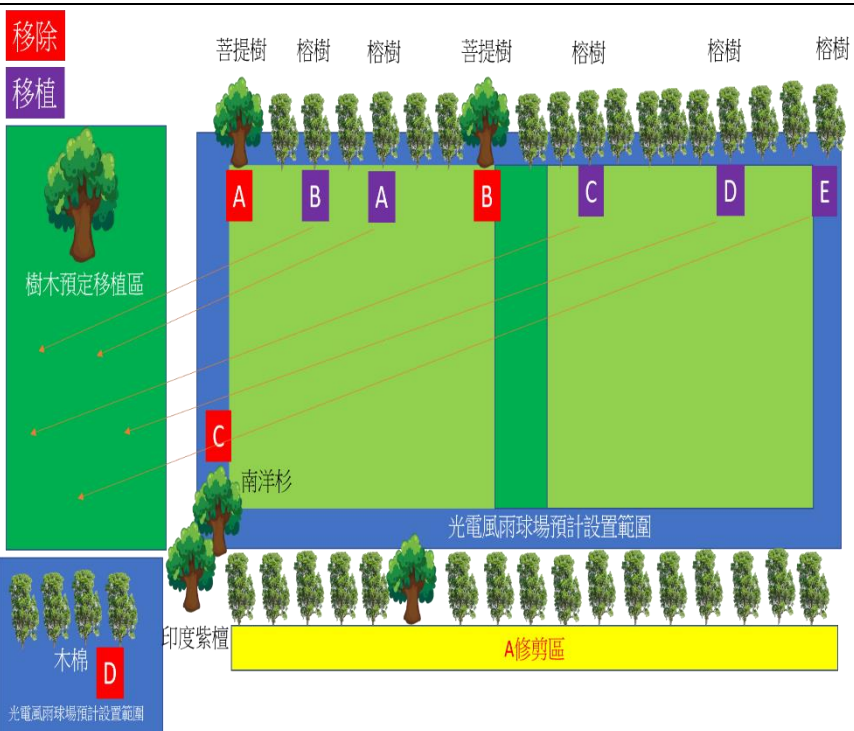 移除
移植
菩提樹
榕樹
榕樹
菩提樹
榕樹
榕樹
榕樹
A
B
A
B
C
D
E
樹木預定移植區
C
南洋杉
光電風雨球場預計設置範圍
印度紫檀
A修剪區
木棉
D
光電風雨球場預計設置範圍